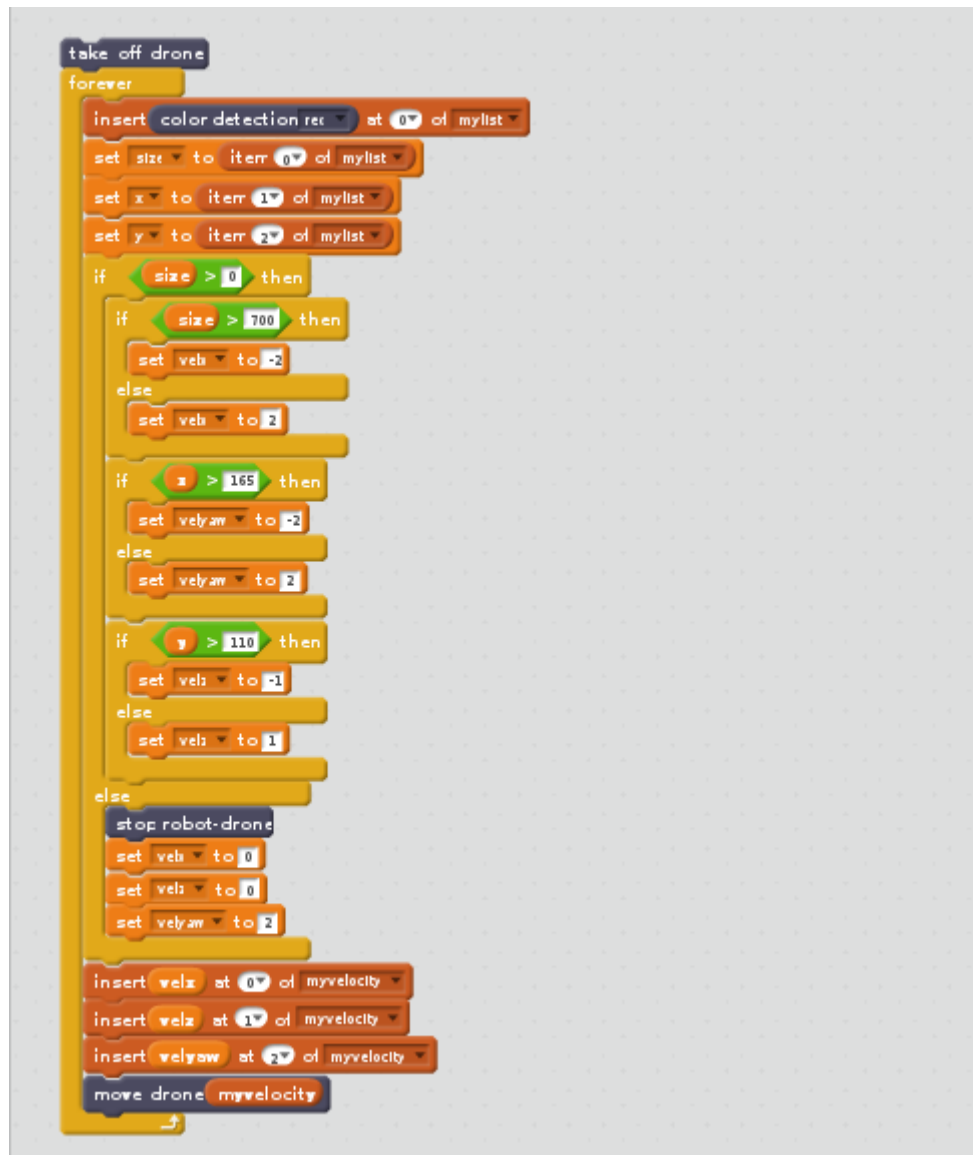 take off drone
forever
insert color detection rec at 0 of mylist
set size to iterr 0 of mylist
set x to iterr 1 of mylist
set y to iterr 2 of mylist
if size > 0 then
if size > 700 then
set to -2
else
set to 2
if x > 165 then
set velyaw to -2
else
set velyaw to 2
if y > 110 then
set to -1
else
set to 1
else
stop robot-drone
set to 0
set to 0
set velyaw to 2
insert velx at 0 of myvelocity
insert velz at 1 of myvelocity
insert velyaw at 2 of myvelocity
move drone myvelocity